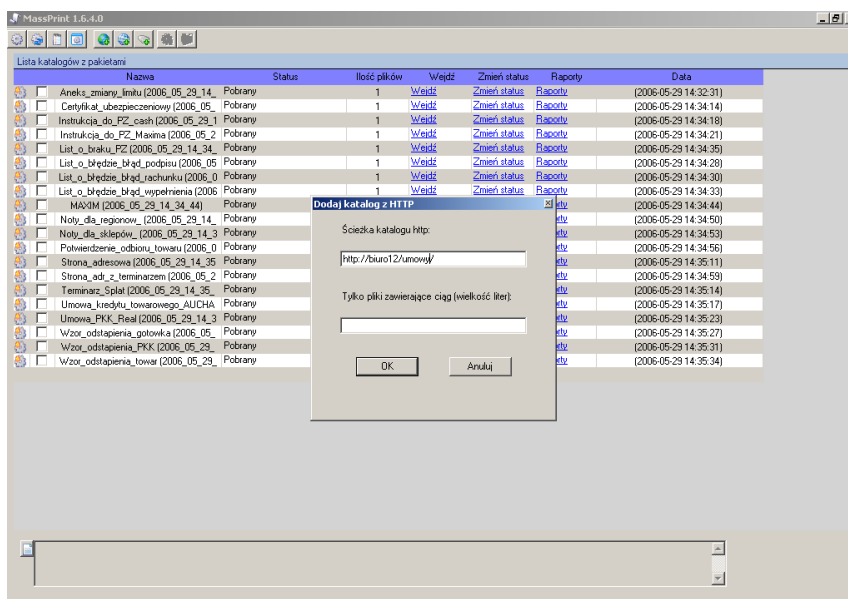 MassPrint 1.6.4.0
Lista katalogów z pakietami
Nazwa Status Ilość plików Wejdź Zmień status Raporty Data
Aneks_zmiany_limitu (2006_05_29_14_ Pobrany 1 Wejdź Zmień status Raporty (2006-05-29 14:32:31)
Certyfikat_ubezpieczeniowy (2006_05_ Pobrany 1 Wejdź Zmień status Raporty (2006-05-29 14:34:14)
Instrukcja_do_PZ_cash (2006_05_29_1 Pobrany 1 Wejdź Zmień status Raporty (2006-05-29 14:34:18)
Instrukcja_do_PZ_Maxima (2006_05_2 Pobrany 1 Wejdź Zmień status Raporty (2006-05-29 14:34:21)
List_o_braku_PZ (2006_05_29_14_34_ Pobrany 1 Wejdź Zmień status Raporty (2006-05-29 14:34:35)
List_o_błędzie_błąd_podpisu (2006_05 Pobrany 1 Wejdź Zmień status Raporty (2006-05-29 14:34:28)
List_o_błędzie_błąd_rachunku (2006_0 Pobrany 1 Wejdź Zmień status Raporty (2006-05-29 14:34:30)
List_o_błędzie_błąd_wypełnienia (2006 Pobrany 1 Wejdź Zmień status Raporty (2006-05-29 14:34:33)
MAXIM (2006_05_29_14_34_44) Pobrany (2006-05-29 14:34:44)
Noty_dla_regionow_ (2006_05_29_14_ Pobrany (2006-05-29 14:34:50)
Noty_dla_sklepów_ (2006_05_29_14_3 Pobrany (2006-05-29 14:34:53)
Potwierdzenie_odbioru_towaru (2006_0 Pobrany (2006-05-29 14:34:56)
Strona_adresowa (2006_05_29_14_35 Pobrany (2006-05-29 14:35:11)
Strona_adr_z_terminarzem (2006_05_2 Pobrany (2006-05-29 14:34:59)
Terminarz_Splat (2006_05_29_14_35_ Pobrany (2006-05-29 14:35:14)
Umowa_kredytu_towarowego_AUCHA Pobrany (2006-05-29 14:35:17)
Umowa_PKK_Real (2006_05_29_14_3 Pobrany (2006-05-29 14:35:23)
Wzor_odstapienia_gotowka (2006_05_ Pobrany (2006-05-29 14:35:27)
Wzor_odstapienia_PKK (2006_05_29_ Pobrany (2006-05-29 14:35:31)
Wzor_odstapienia_towar (2006_05_29_ Pobrany (2006-05-29 14:35:34)
Dodaj katalog z HTTP
Ścieżka katalogu http:
http://biuro12/umowy/
Tylko pliki zawierające ciąg (wielkość liter):
OK Anuluj